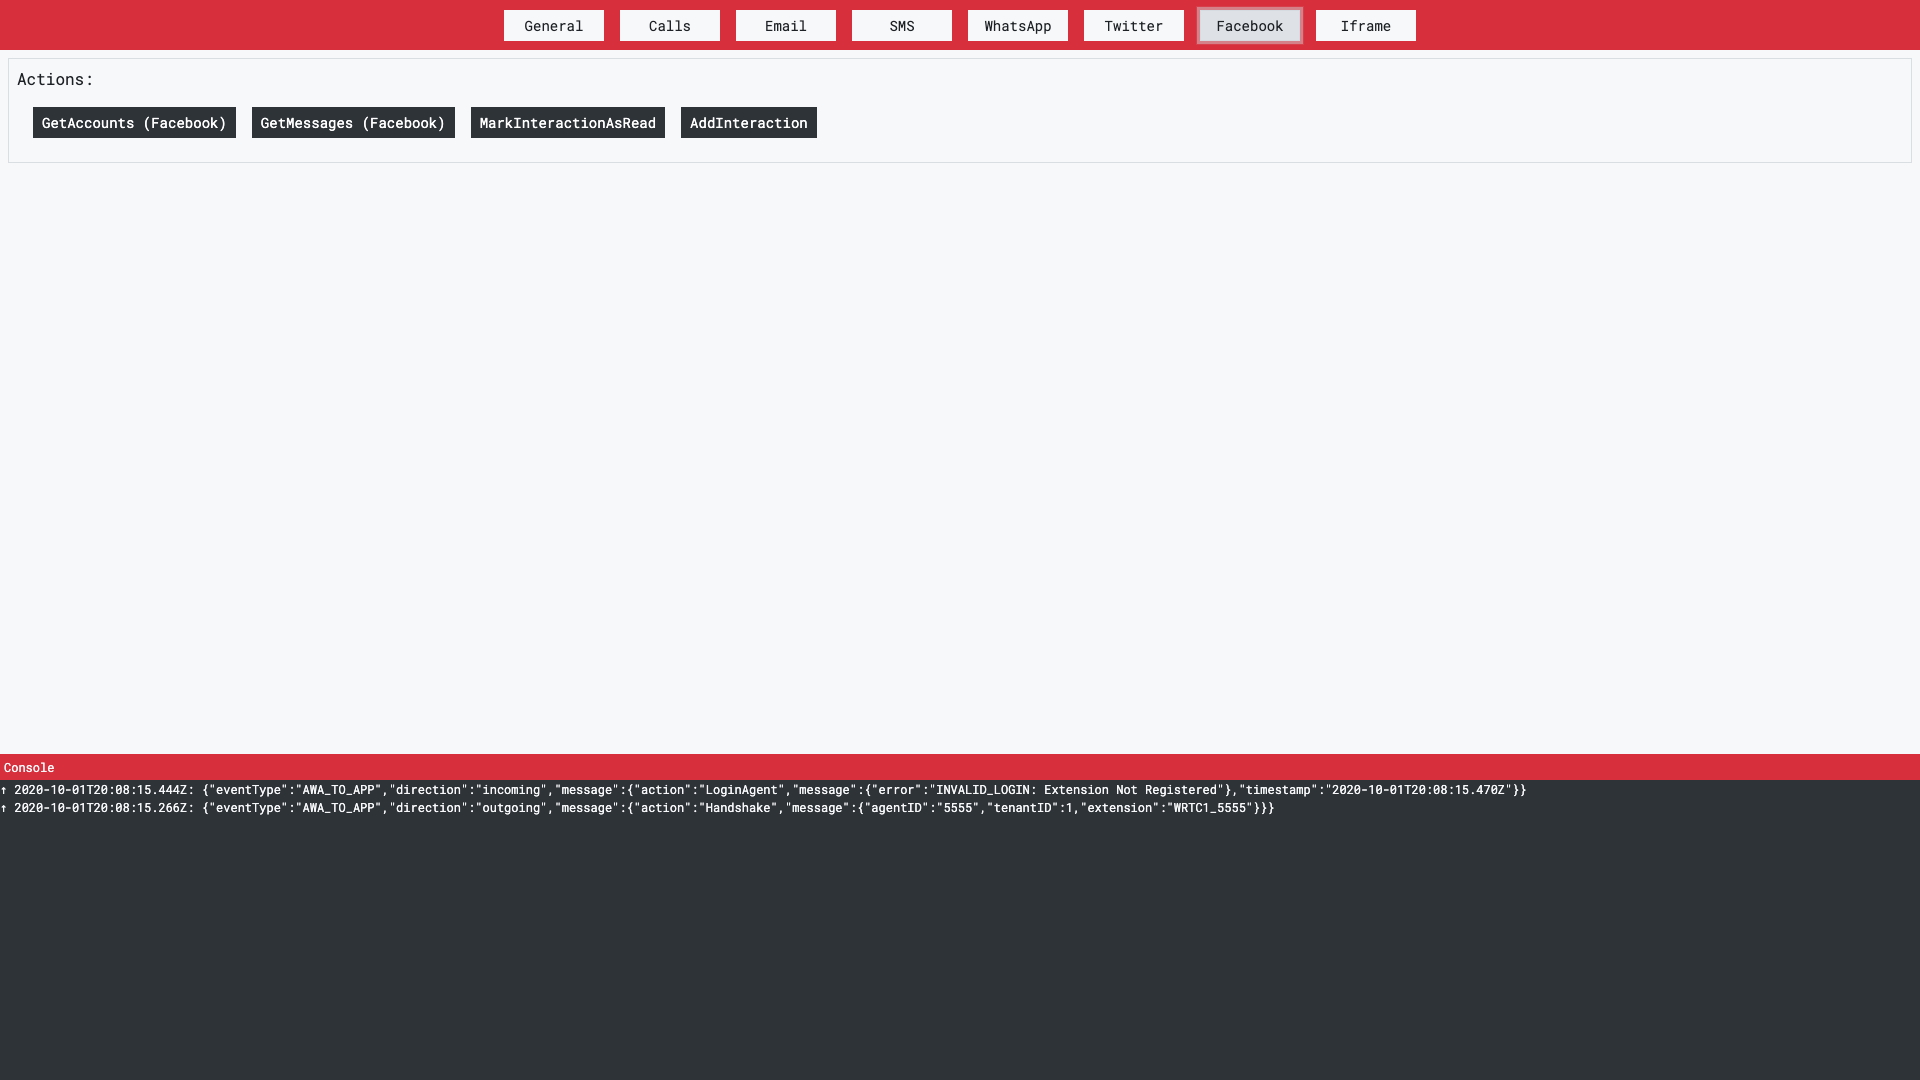 General Calls Email SMS WhatsApp Twitter Facebook Iframe
Actions:
GetAccounts (Facebook) GetMessages (Facebook) MarkInteractionAsRead AddInteraction
Console
↑ 2020-10-01T20:08:15.444Z: {"eventType":"AWA_TO_APP","direction":"incoming","message":{"action":"LoginAgent","message":{"error":"INVALID_LOGIN: Extension Not Registered"},"timestamp":"2020-10-01T20:08:15.470Z"}}
↑ 2020-10-01T20:08:15.266Z: {"eventType":"AWA_TO_APP","direction":"outgoing","message":{"action":"Handshake","message":{"agentID":"5555","tenantID":1,"extension":"WRTC1_5555"}}}